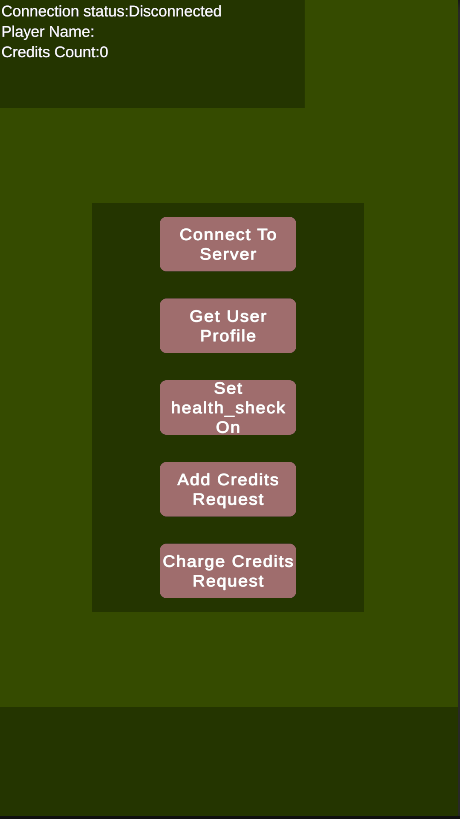 Connection status:Disconnected
Player Name:
Credits Count:0
Connect To
Server
Get User
Profile
Set
health_sheck
On
Add Credits
Request
Charge Credits
Request